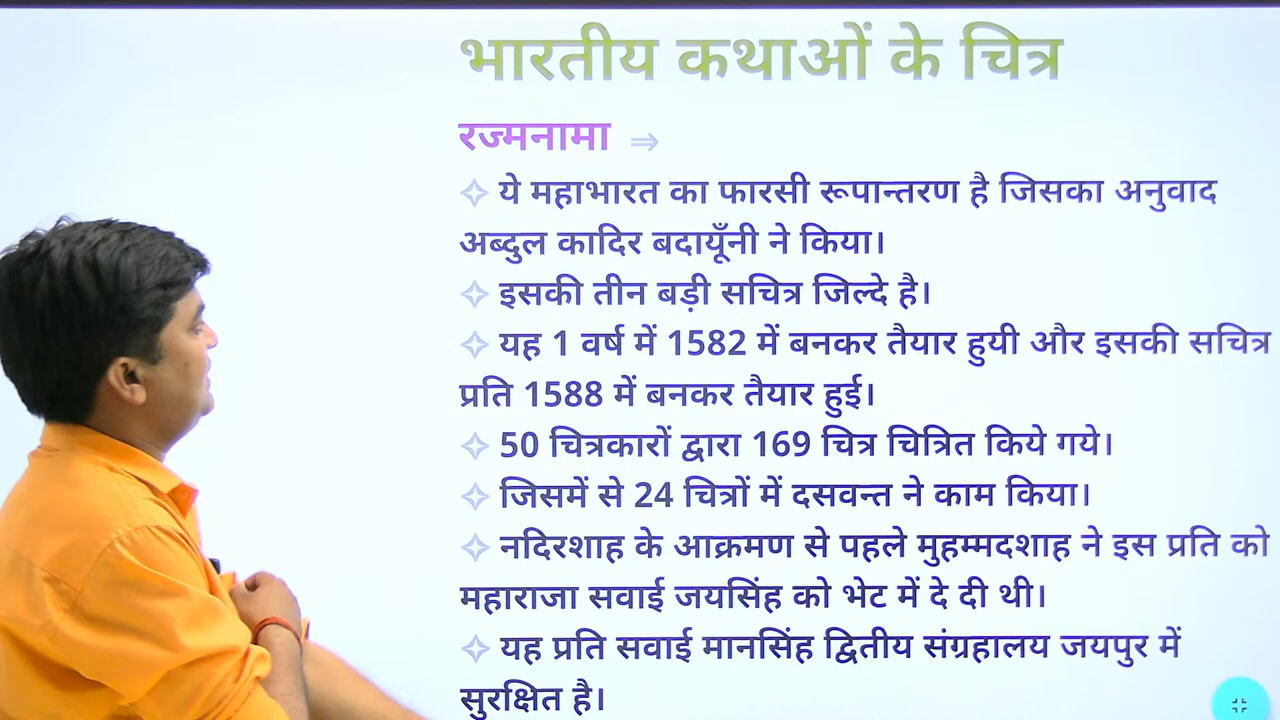 भारतीय कथाओं के चित्र
रज्मनामा ⇒
✧ ये महाभारत का फारसी रूपान्तरण है जिसका अनुवाद
अब्दुल कादिर बदायूँनी ने किया।
✧ इसकी तीन बड़ी सचित्र जिल्दे है।
✧ यह 1 वर्ष में 1582 में बनकर तैयार हुयी और इसकी सचित्र
प्रति 1588 में बनकर तैयार हुई।
✧ 50 चित्रकारों द्वारा 169 चित्र चित्रित किये गये।
✧ जिसमें से 24 चित्रों में दसवन्त ने काम किया।
✧ नदिरशाह के आक्रमण से पहले मुहम्मदशाह ने इस प्रति को
महाराजा सवाई जयसिंह को भेट में दे दी थी।
✧ यह प्रति सवाई मानसिंह द्वितीय संग्रहालय जयपुर में
सुरक्षित है।